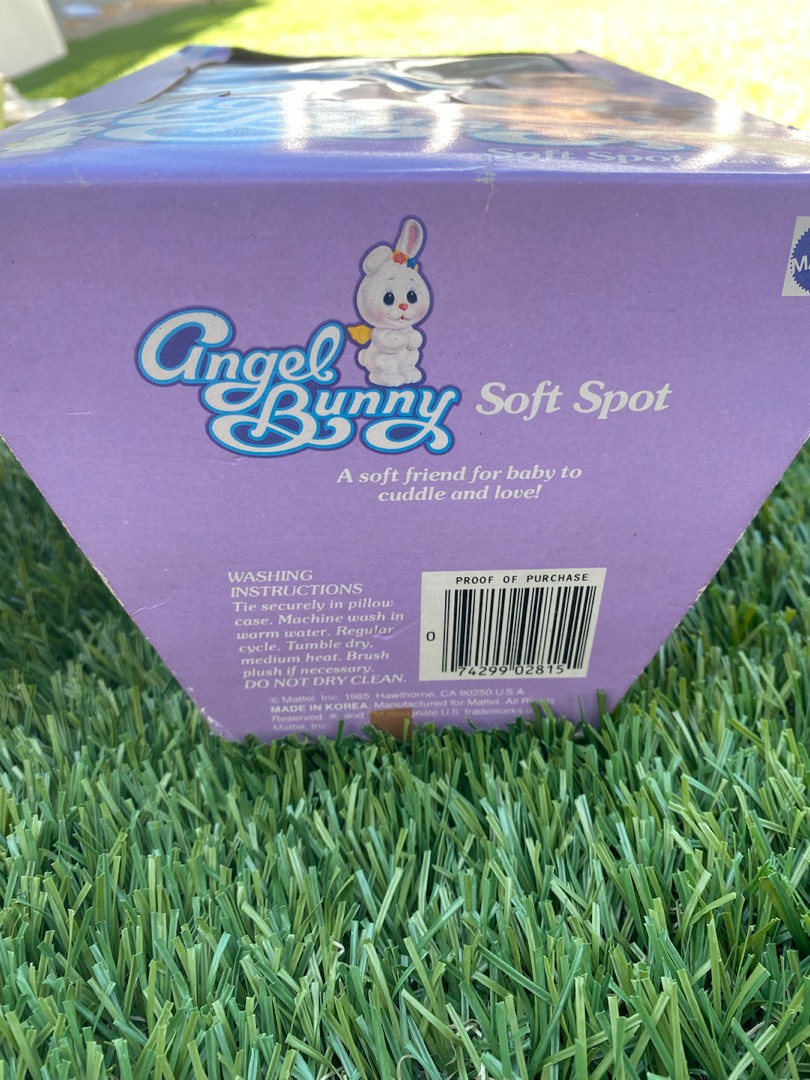 Soft Spot
MA
Angel
Bunny
Soft Spot
A soft friend for baby to
cuddle and love!
WASHING
INSTRUCTIONS
Tie securely in pillow
case. Machine wash in
warm water. Regular
cycle. Tumble dry,
medium heat. Brush
plush if necessary.
DO NOT DRY CLEAN.
PROOF OF PURCHASE
0
74299 02815
© Mattel, Inc. 1985 Hawthorne, CA 90250 U.S.A.
MADE IN KOREA. Manufactured for Mattel. All Rights
Reserved. ® and U.S. trademarks
Mattel, Inc.